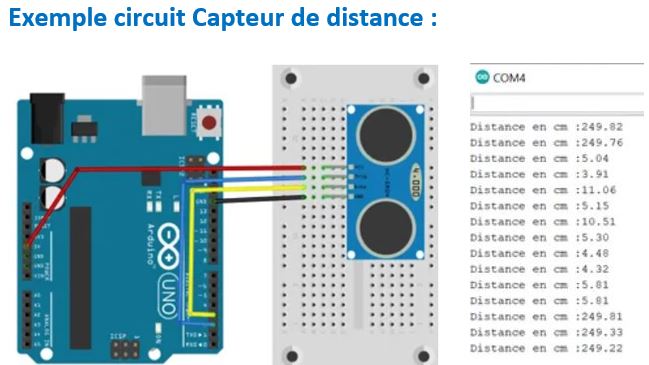 Exemple circuit Capteur de distance :
COM4
Distance en cm :249.82
Distance en cm :249.76
Distance en cm :5.04
Distance en cm :3.91
Distance en cm :11.06
Distance en cm :5.15
Distance en cm :10.51
Distance en cm :5.30
Distance en cm :4.48
Distance en cm :4.32
Distance en cm :5.81
Distance en cm :5.81
Distance en cm :249.81
Distance en cm :249.33
Distance en cm :249.22
RESET
Arduino
UNO
ICSP
ON